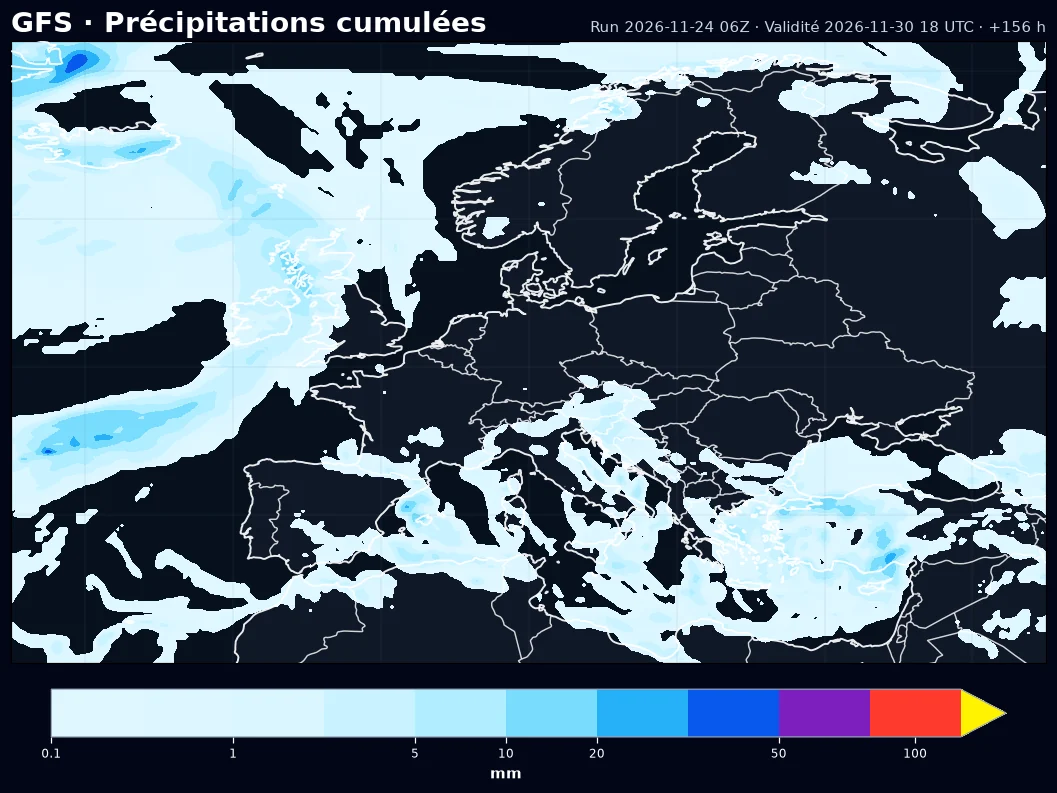 GFS · Précipitations cumulées
Run 2026-11-24 06Z · Validité 2026-11-30 18 UTC · +156 h
0.1 1 5 10 20 50 100
mm